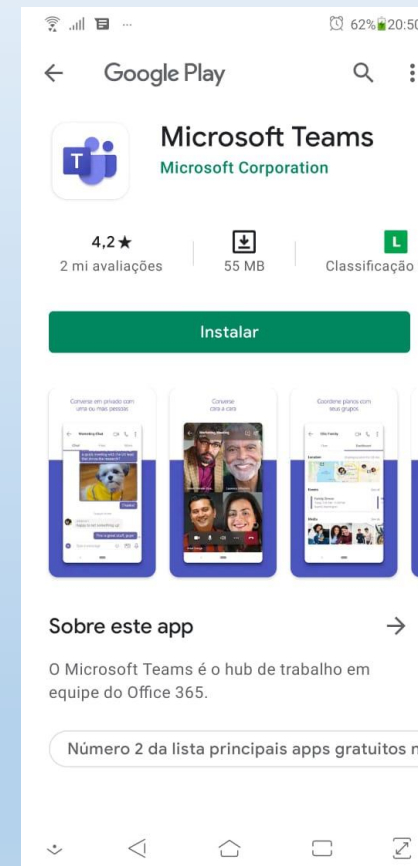 62% 20:50
Google Play
Microsoft Teams
Microsoft Corporation
4,2★
2 mi avaliações
55 MB
L
Classificação
Instalar
Converse em privado com
uma ou mais pessoas
Converse
cara a cara
Coordene planos com
seus grupos
Sobre este app
O Microsoft Teams é o hub de trabalho em
equipe do Office 365.
Número 2 da lista principais apps gratuitos